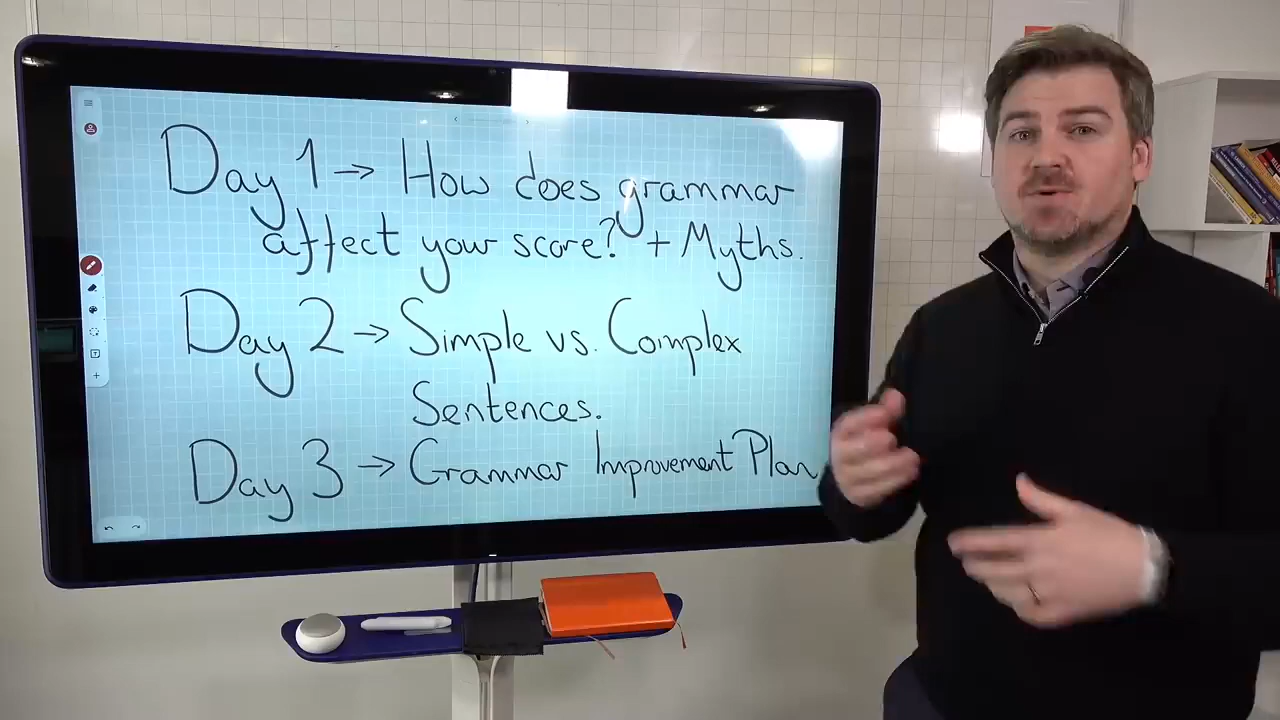 Day 1 → How does grammar
affect your score? + Myths.
Day 2 → Simple vs. Complex
Sentences.
Day 3 → Grammar Improvement Plan